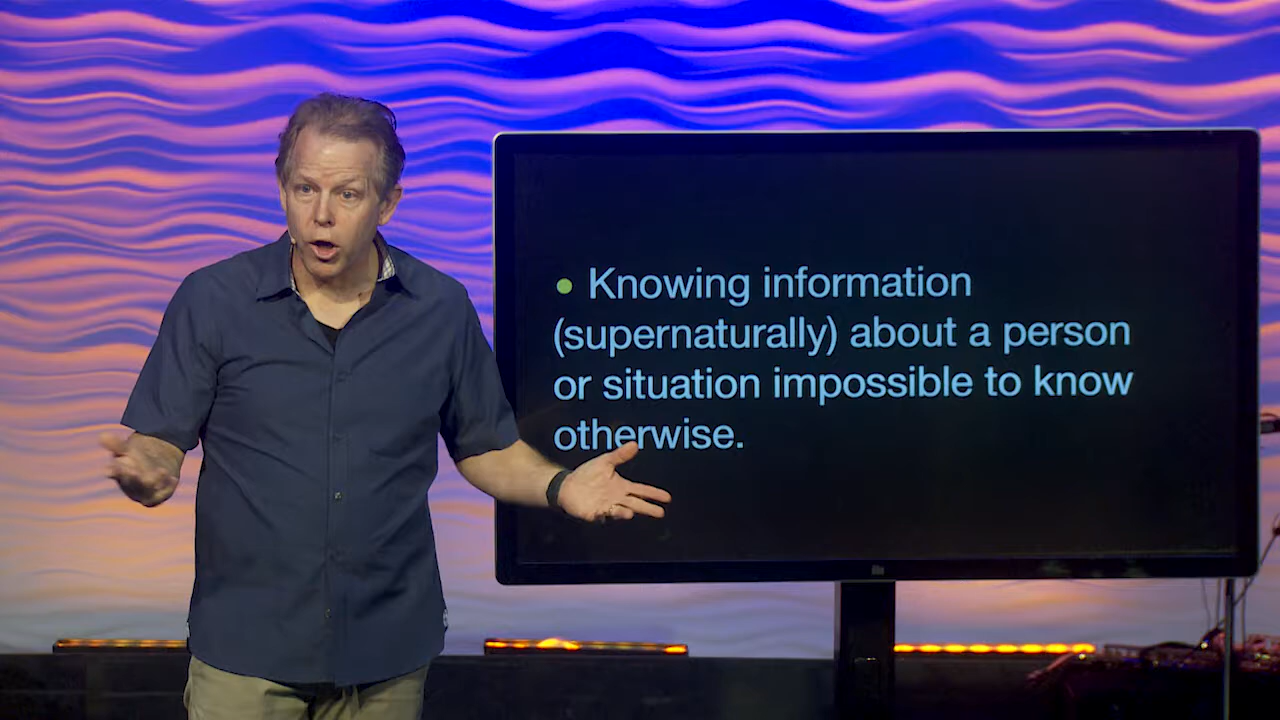 • Knowing information
(supernaturally) about a person
or situation impossible to know
otherwise.